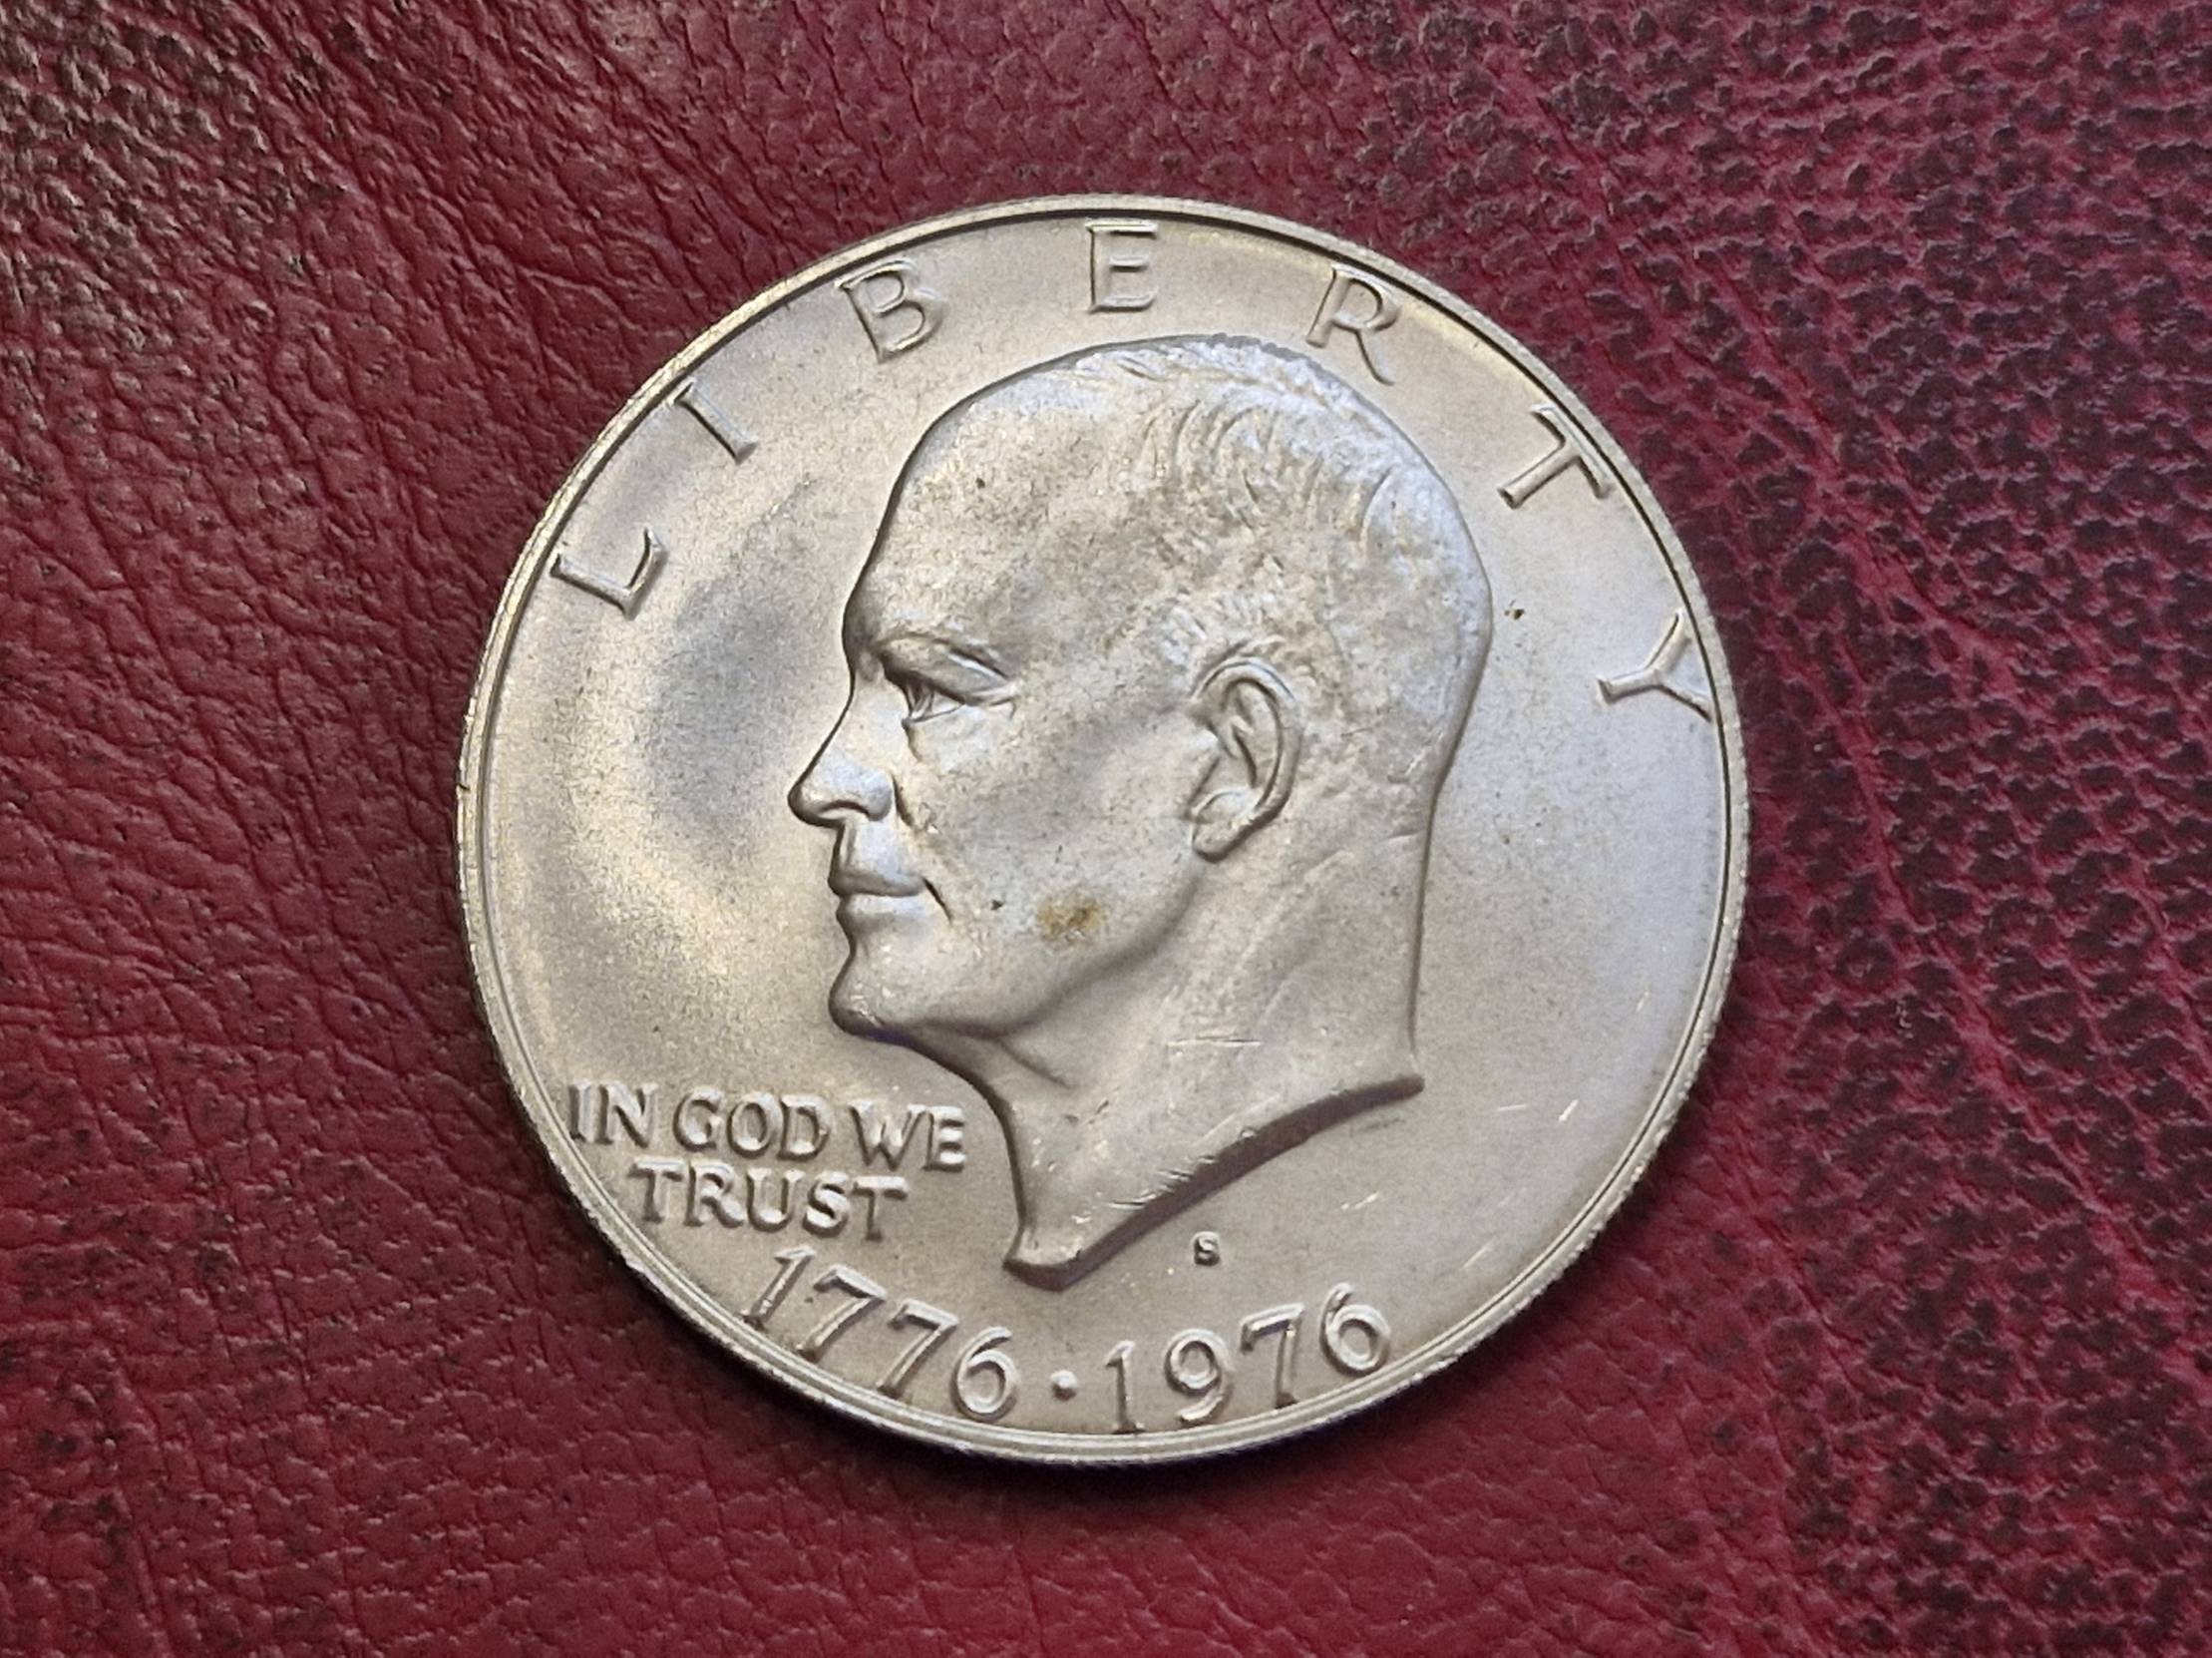 LIBERTY
IN GOD WE
TRUST
S
1776·1976